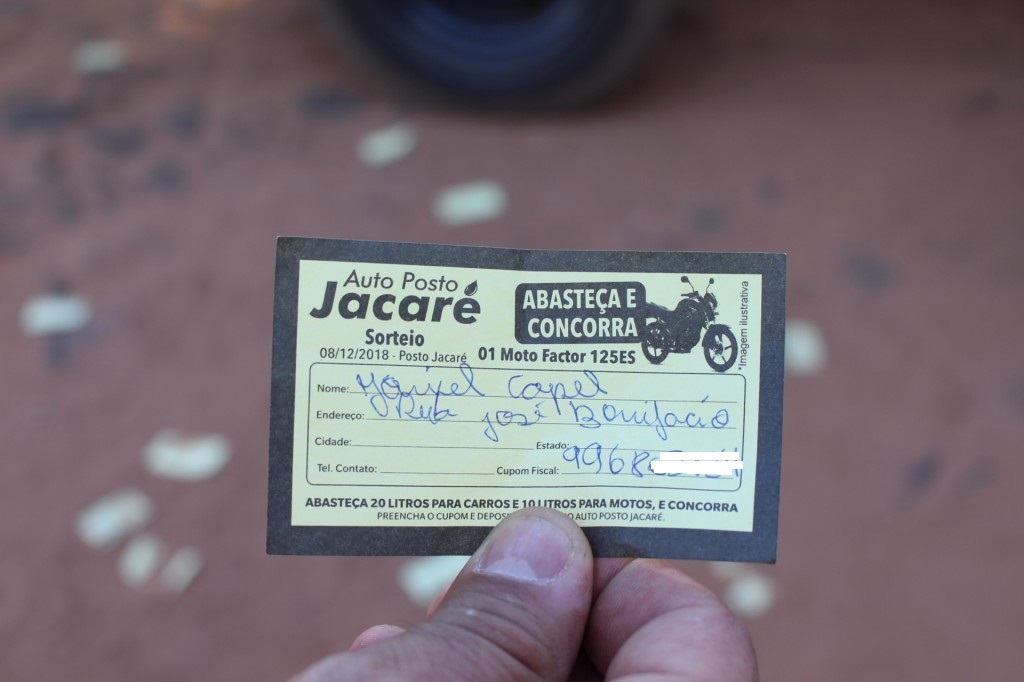 Auto Posto
Jacaré
Sorteio
08/12/2018 - Posto Jacaré
ABASTEÇA E
CONCORRA
01 Moto Factor 125ES
*Imagem ilustrativa
Nome: Capel
Endereço: Rua José Bonifacio
Cidade:
Estado:
Tel. Contato:
Cupom Fiscal: 9968
ABASTEÇA 20 LITROS PARA CARROS E 10 LITROS PARA MOTOS, E CONCORRA
PREENCHA O CUPOM E AUTO POSTO JACARÉ.